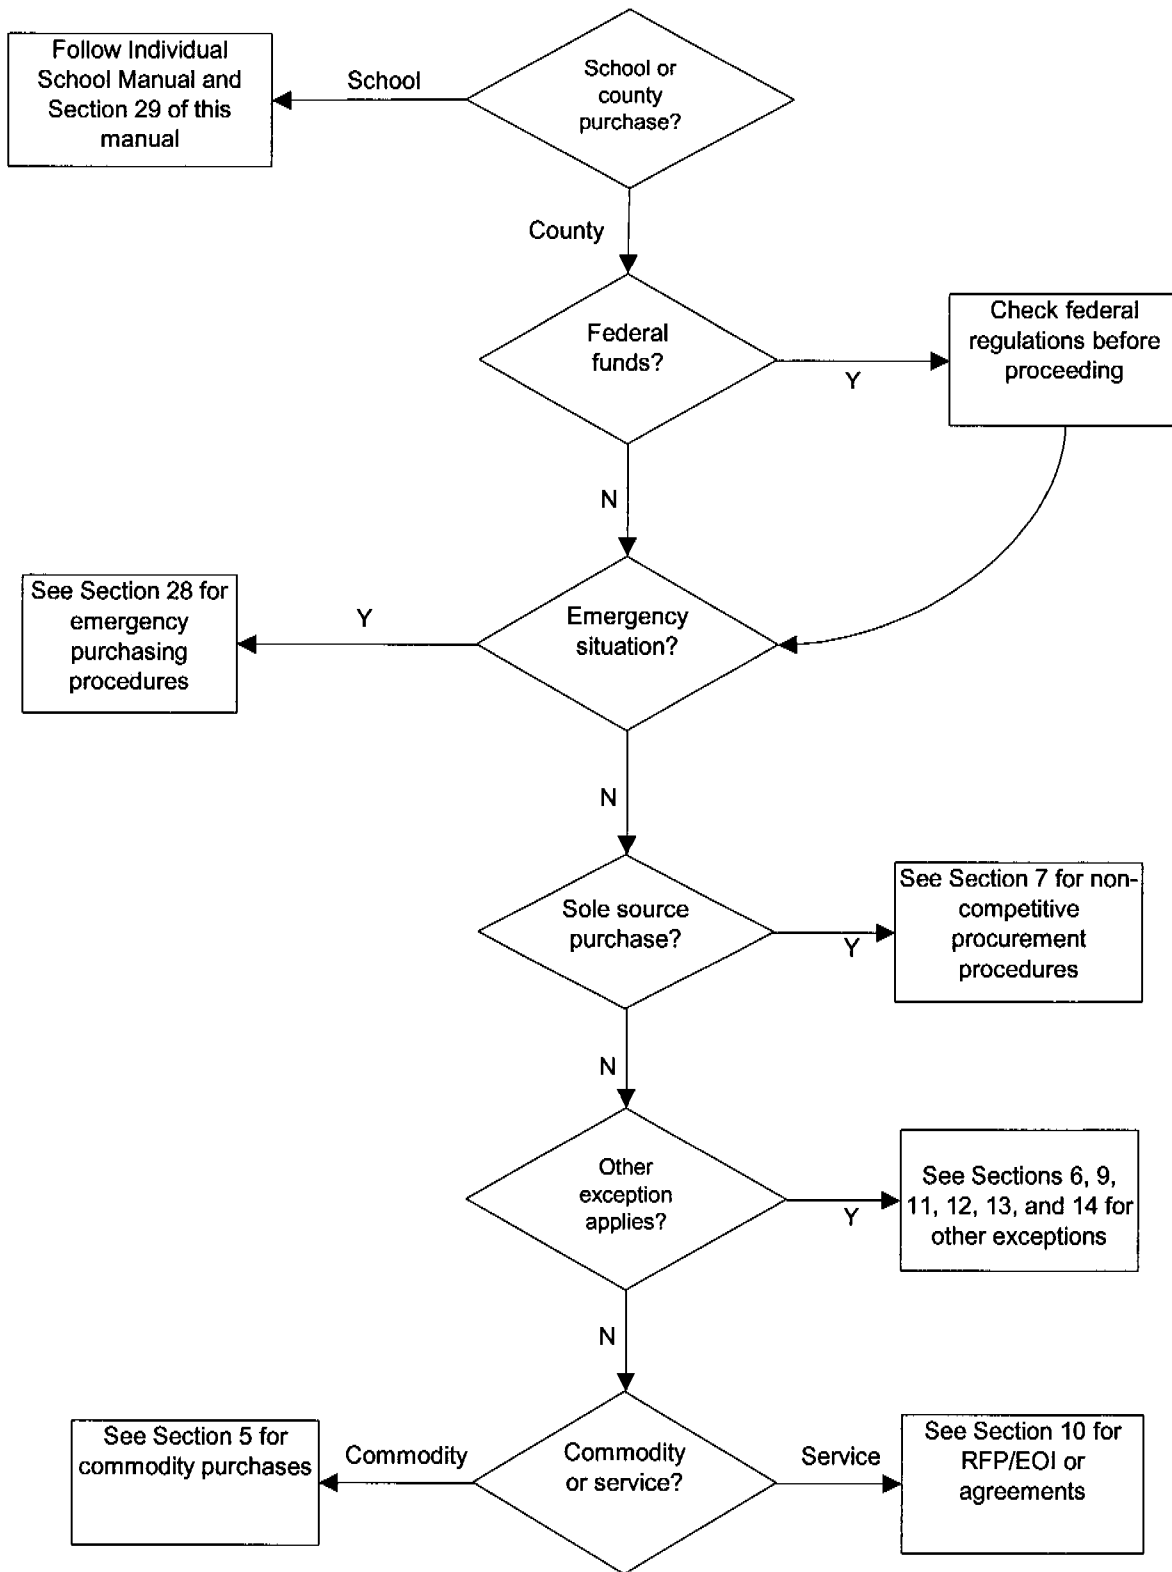 Follow Individual
School Manual and
Section 29 of this
manual
School
School or
county
purchase?
County
Federal
funds?
Y
Check federal
regulations before
proceeding
N
See Section 28 for
emergency
purchasing
procedures
Y
Emergency
situation?
N
Sole source
purchase?
Y
See Section 7 for non-
competitive
procurement
procedures
N
Other
exception
applies?
Y
See Sections 6, 9,
11, 12, 13, and 14 for
other exceptions
N
See Section 5 for
commodity purchases
Commodity
Commodity
or service?
Service
See Section 10 for
RFP/EOI or
agreements